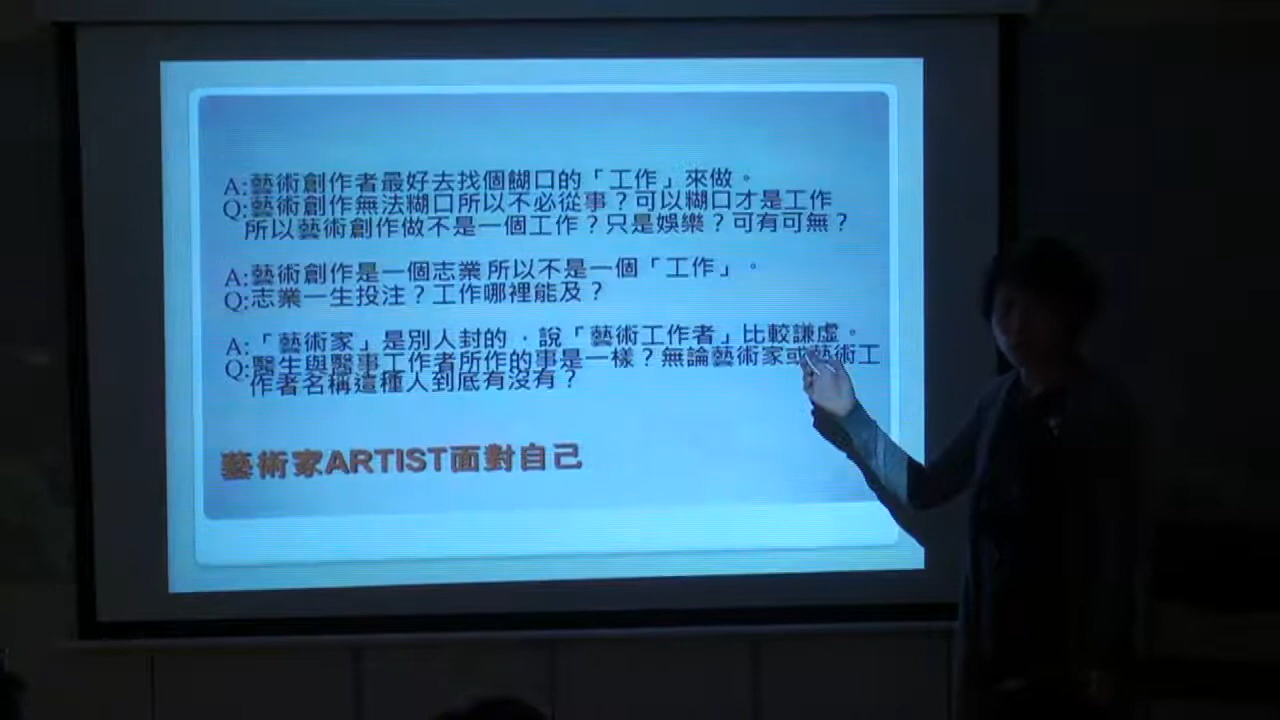 A:藝術創作者最好去找個餬口的「工作」來做。
Q:藝術創作無法糊口所以不必從事？可以糊口才是工作
所以藝術創作做不是一個工作？只是娛樂？可有可無？
A:藝術創作是一個志業 所以不是一個「工作」。
Q:志業一生投注？工作哪裡能及？
A:「藝術家」是別人封的 ，說「藝術工作者」比較謙虛。
Q:醫生與醫事工作者所作的事是一樣？無論藝術家或藝術工
作者名稱這種人到底有沒有？
藝術家ARTIST面對自己